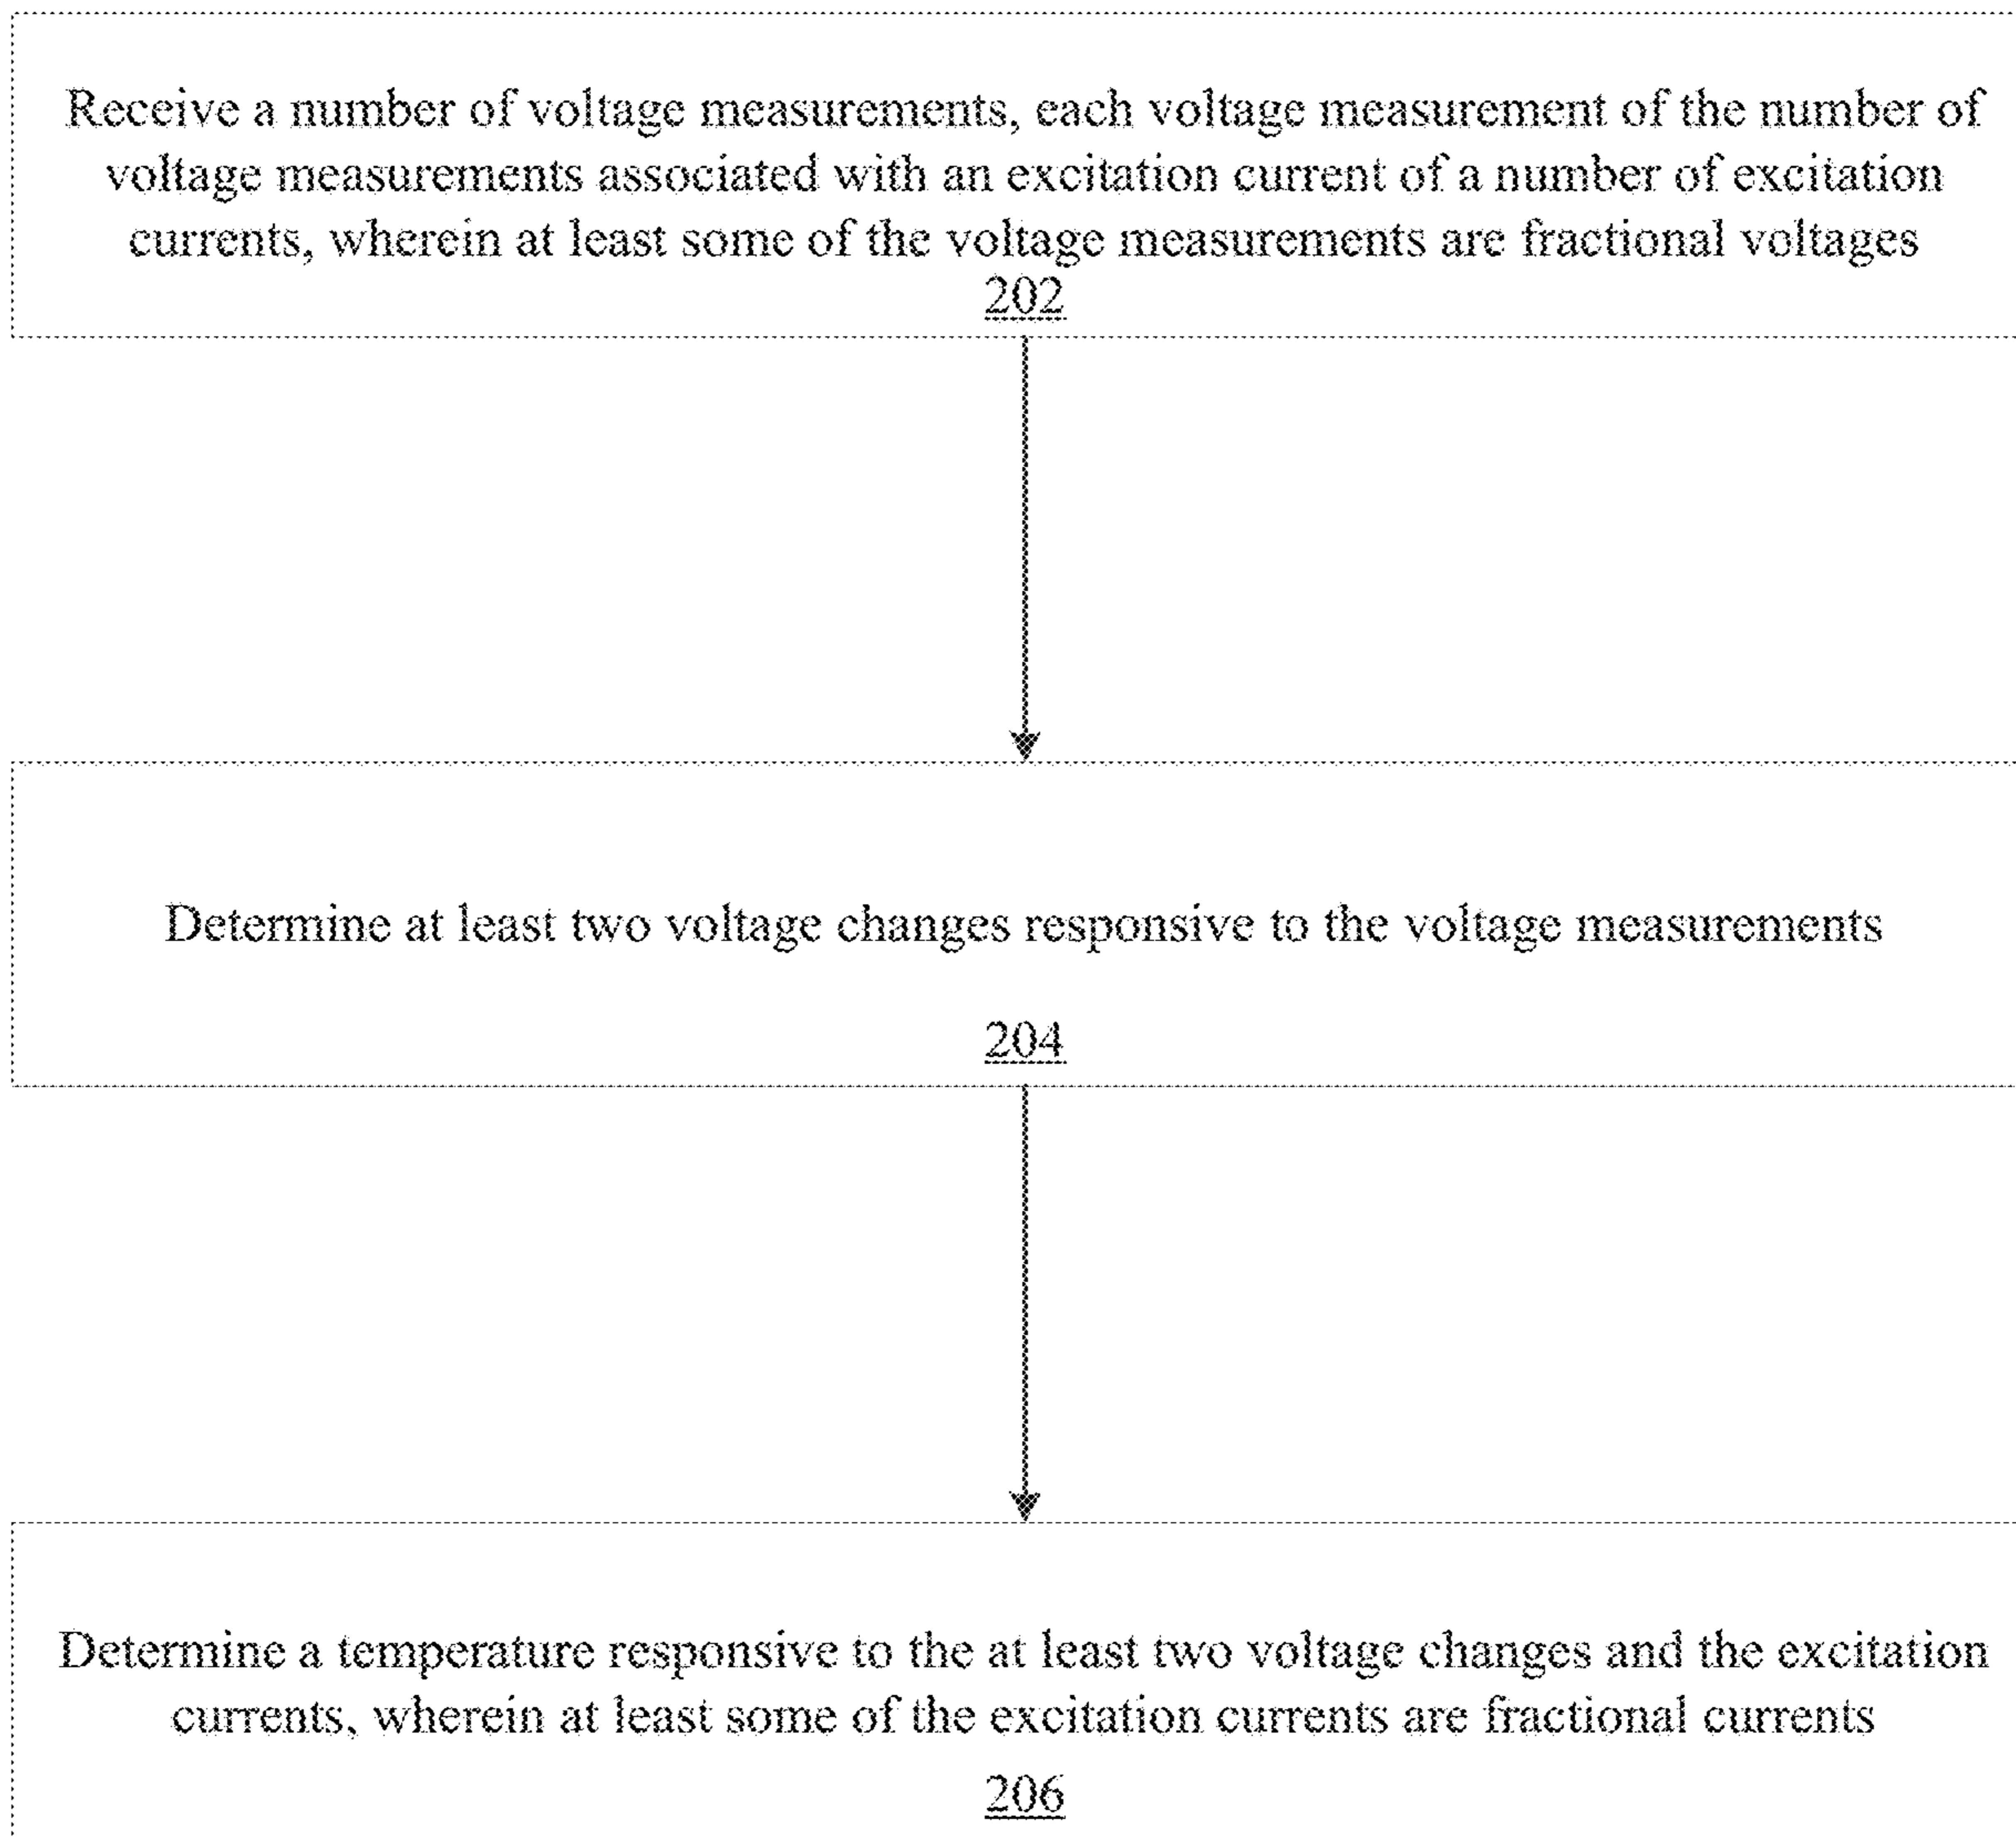 Receive a number of voltage measurements, each voltage measurement of the number of
voltage measurements associated with an excitation current of a number of excitation
currents, wherein at least some of the voltage measurements are fractional voltages
202
Determine at least two voltage changes responsive to the voltage measurements
204
Determine a temperature responsive to the at least two voltage changes and the excitation
currents, wherein at least some of the excitation currents are fractional currents
206